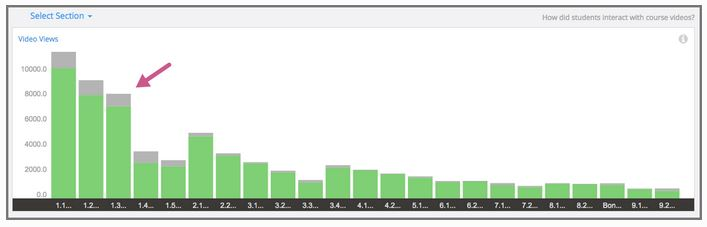 Select Section
How did students interact with course videos?
Video Views
10000.0
8000.0
6000.0
4000.0
2000.0
0.0
1.1... 1.2... 1.3... 1.4... 1.5... 2.1... 2.2... 3.1... 3.2... 3.3... 3.4... 4.1... 4.2... 5.1... 6.1... 6.2... 7.1... 7.2... 8.1... 8.2... Bon... 9.1... 9.2...